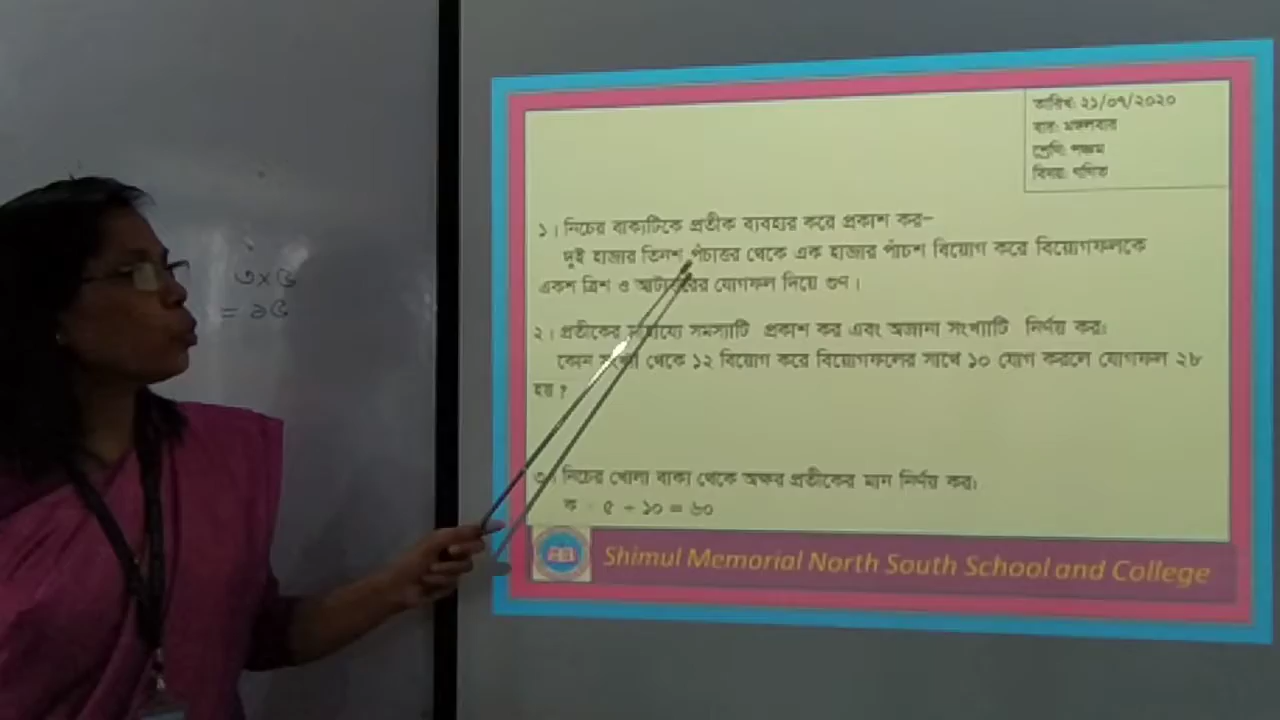 ৩×৫
= ১৫
তারিখ: ২১/০৭/২০২০
বার: মঙ্গলবার
শ্রেণি: পঞ্চম
বিষয়: গণিত
১। নিচের বাক্যটিকে প্রতীক ব্যবহার করে প্রকাশ কর–
দুই হাজার তিনশ পঁচাত্তর থেকে এক হাজার পাঁচশ বিয়োগ করে বিয়োগফলকে
একশ ত্রিশ ও আটাত্তরের যোগফল দিয়ে গুণ।
২। প্রতীকের সাহায্যে সমস্যাটি প্রকাশ কর এবং অজানা সংখ্যাটি নির্ণয় কর।
কোন সংখ্যা থেকে ১২ বিয়োগ করে বিয়োগফলের সাথে ১০ যোগ করলে যোগফল ২৮
হয় ?
৩। নিচের খোলা বাক্য থেকে অক্ষর প্রতীকের মান নির্ণয় কর।
ক ৫ ÷ ১০ = ৬০
Shimul Memorial North South School and College